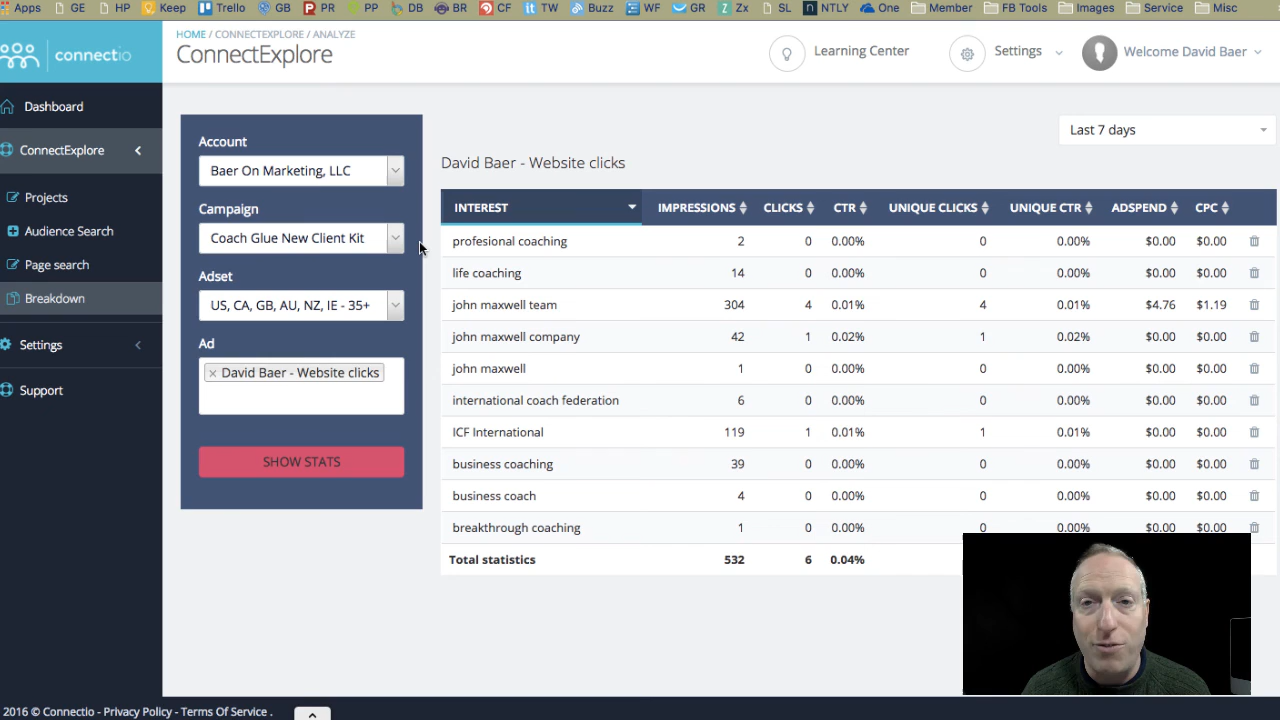 Apps GE HP Keep Trello GB PR PP DB BR CF TW Buzz WF GR Zx SL NTLY One Member FB Tools Images Service Misc
connectio
HOME / CONNECTEXPLORE / ANALYZE
ConnectExplore
Learning Center
Settings
Welcome David Baer
Dashboard
ConnectExplore
Projects
Audience Search
Page search
Breakdown
Settings
Support
Account
Baer On Marketing, LLC
Campaign
Coach Glue New Client Kit
Adset
US, CA, GB, AU, NZ, IE - 35+
Ad
× David Baer - Website clicks
SHOW STATS
Last 7 days
David Baer - Website clicks
INTEREST IMPRESSIONS CLICKS CTR UNIQUE CLICKS UNIQUE CTR ADSPEND CPC
profesional coaching 2 0 0.00% 0 0.00% $0.00 $0.00
life coaching 14 0 0.00% 0 0.00% $0.00 $0.00
john maxwell team 304 4 0.01% 4 0.01% $4.76 $1.19
john maxwell company 42 1 0.02% 1 0.02% $0.00 $0.00
john maxwell 1 0 0.00% 0 0.00% $0.00 $0.00
international coach federation 6 0 0.00% 0 0.00% $0.00 $0.00
ICF International 119 1 0.01% 1 0.01% $0.00 $0.00
business coaching 39 0 0.00% 0 0.00% $0.00 $0.00
business coach 4 0 0.00% 0 0.00% $0.00 $0.00
breakthrough coaching 1 0 0.00% 0 0.00% $0.00 $0.00
Total statistics 532 6 0.04%
2016 © Connectio - Privacy Policy - Terms Of Service .